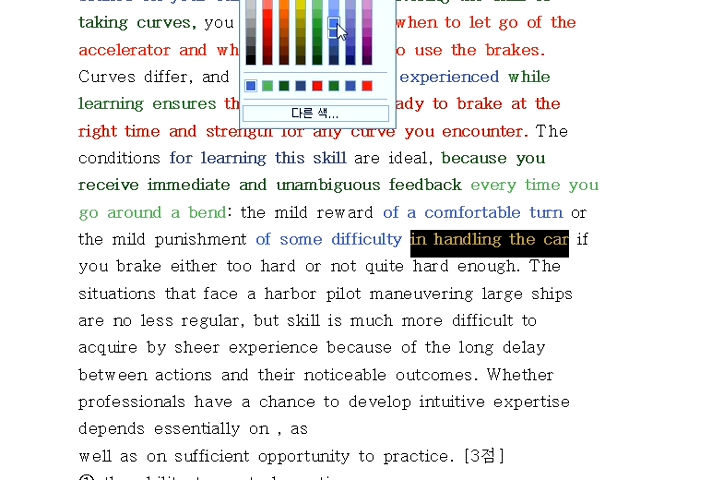 taking curves, you when to let go of the
accelerator and wh o use the brakes.
Curves differ, and experienced while
learning ensures th ady to brake at the
다른 색...
right time and strength for any curve you encounter. The
conditions for learning this skill are ideal, because you
receive immediate and unambiguous feedback every time you
go around a bend: the mild reward of a comfortable turn or
the mild punishment of some difficulty in handling the car if
you brake either too hard or not quite hard enough. The
situations that face a harbor pilot maneuvering large ships
are no less regular, but skill is much more difficult to
acquire by sheer experience because of the long delay
between actions and their noticeable outcomes. Whether
professionals have a chance to develop intuitive expertise
depends essentially on , as
well as on sufficient opportunity to practice. [3점]